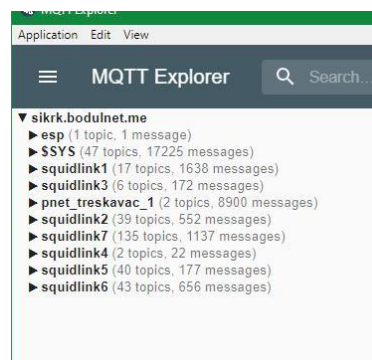 MQTT Explorer
Application Edit View
MQTT Explorer Search...
sikrk.bodulnet.me
esp (1 topic, 1 message)
$SYS (47 topics, 17225 messages)
squidlink1 (17 topics, 1638 messages)
squidlink3 (6 topics, 172 messages)
pnet_treskavac_1 (2 topics, 8900 messages)
squidlink2 (39 topics, 552 messages)
squidlink7 (135 topics, 1137 messages)
squidlink4 (2 topics, 22 messages)
squidlink5 (40 topics, 177 messages)
squidlink6 (43 topics, 656 messages)